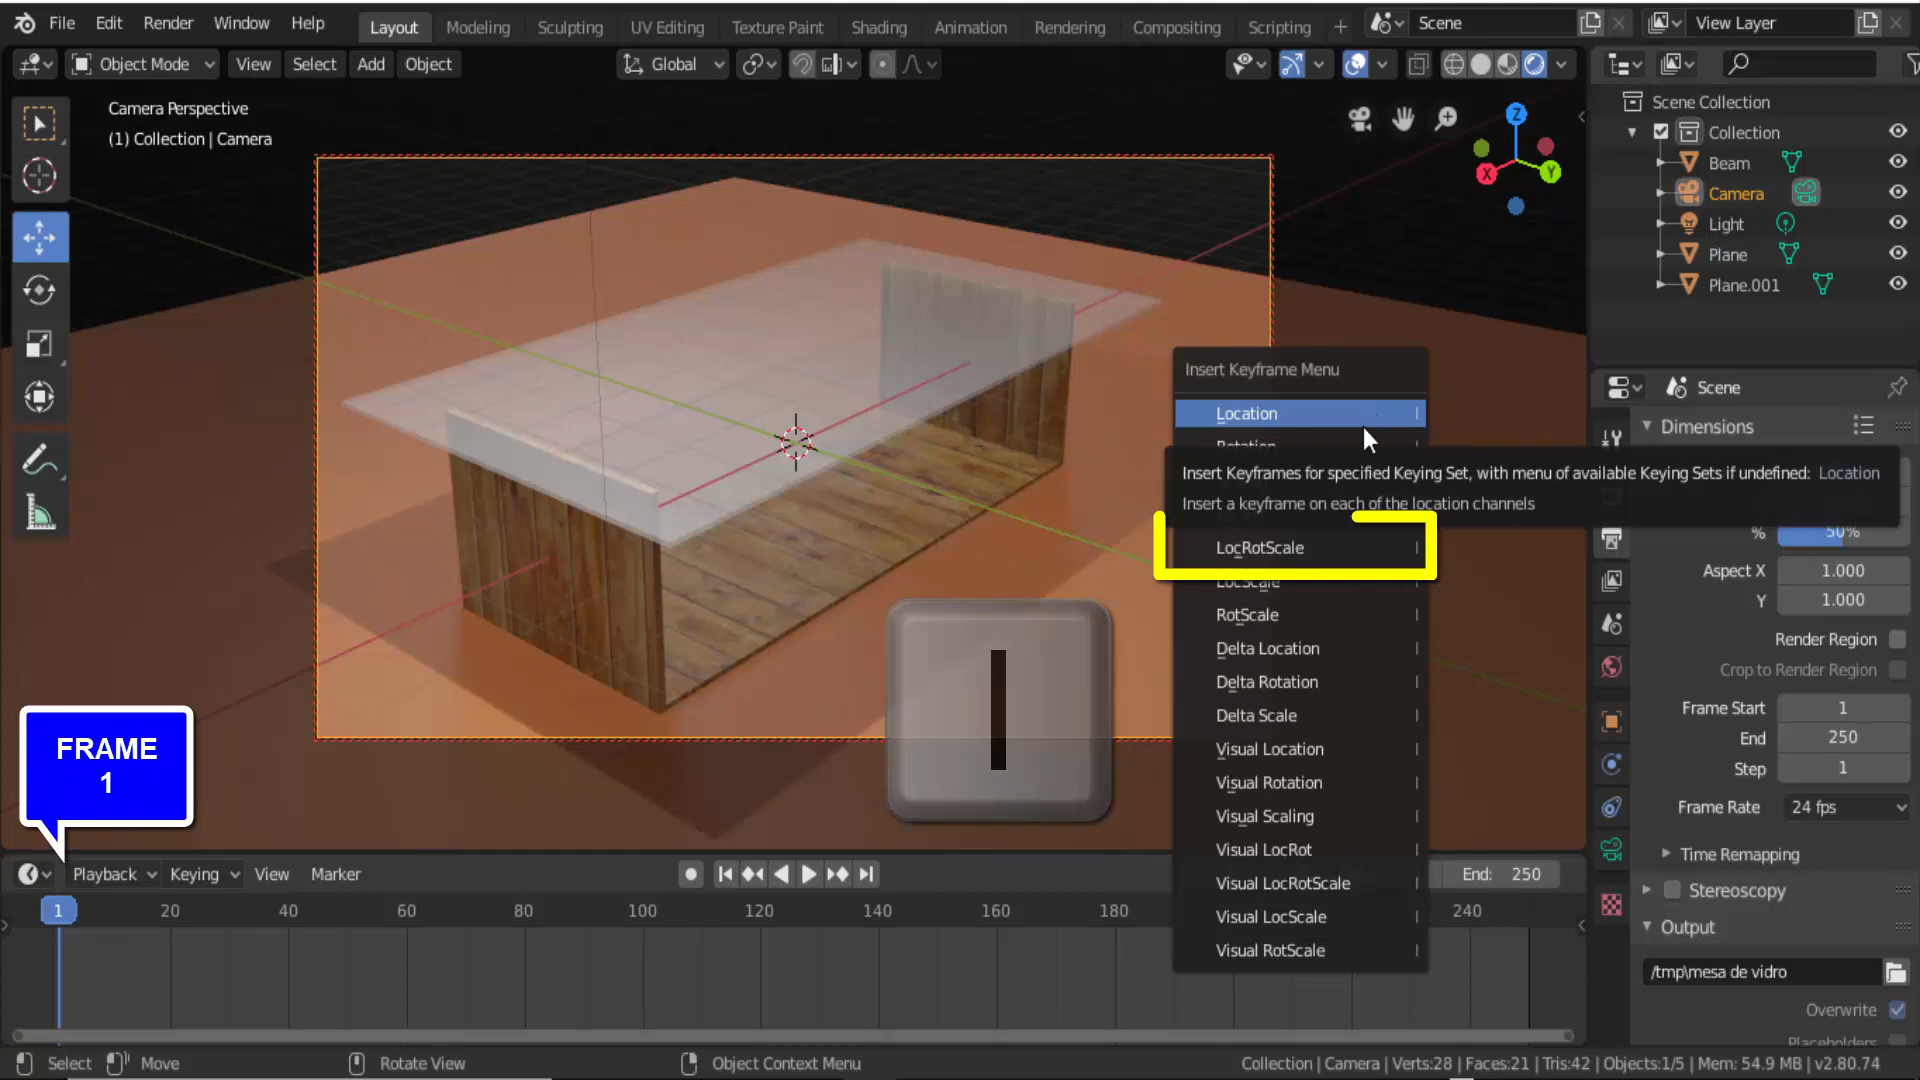 File Edit Render Window Help Layout Modeling Sculpting UV Editing Texture Paint Shading Animation Rendering Compositing Scripting + Scene View Layer
Object Mode View Select Add Object Global
Camera Perspective
(1) Collection | Camera
Z
X
Y
Scene Collection
Collection
Beam
Camera
Light
Plane
Plane.001
Scene
Dimensions
Insert Keyframe Menu
Location I
Rotation
Insert Keyframes for specified Keying Set, with menu of available Keying Sets if undefined: Location
Insert a keyframe on each of the location channels
LocRotScale I
LocScale I
RotScale I
Delta Location I
Delta Rotation I
Delta Scale I
Visual Location I
Visual Rotation I
Visual Scaling I
Visual LocRot I
Visual LocRotScale I
Visual LocScale I
Visual RotScale I
% 50%
Aspect X 1.000
Y 1.000
Render Region
Crop to Render Region
Frame Start 1
End 250
Step 1
Frame Rate 24 fps
Time Remapping
Stereoscopy
Output
/tmp\mesa de vidro
Overwrite
Placeholders
I
FRAME
1
Playback Keying View Marker End: 250
1 20 40 60 80 100 120 140 160 180 240
Select Move Rotate View Object Context Menu Collection | Camera | Verts:28 | Faces:21 | Tris:42 | Objects:1/5 | Mem: 54.9 MB | v2.80.74